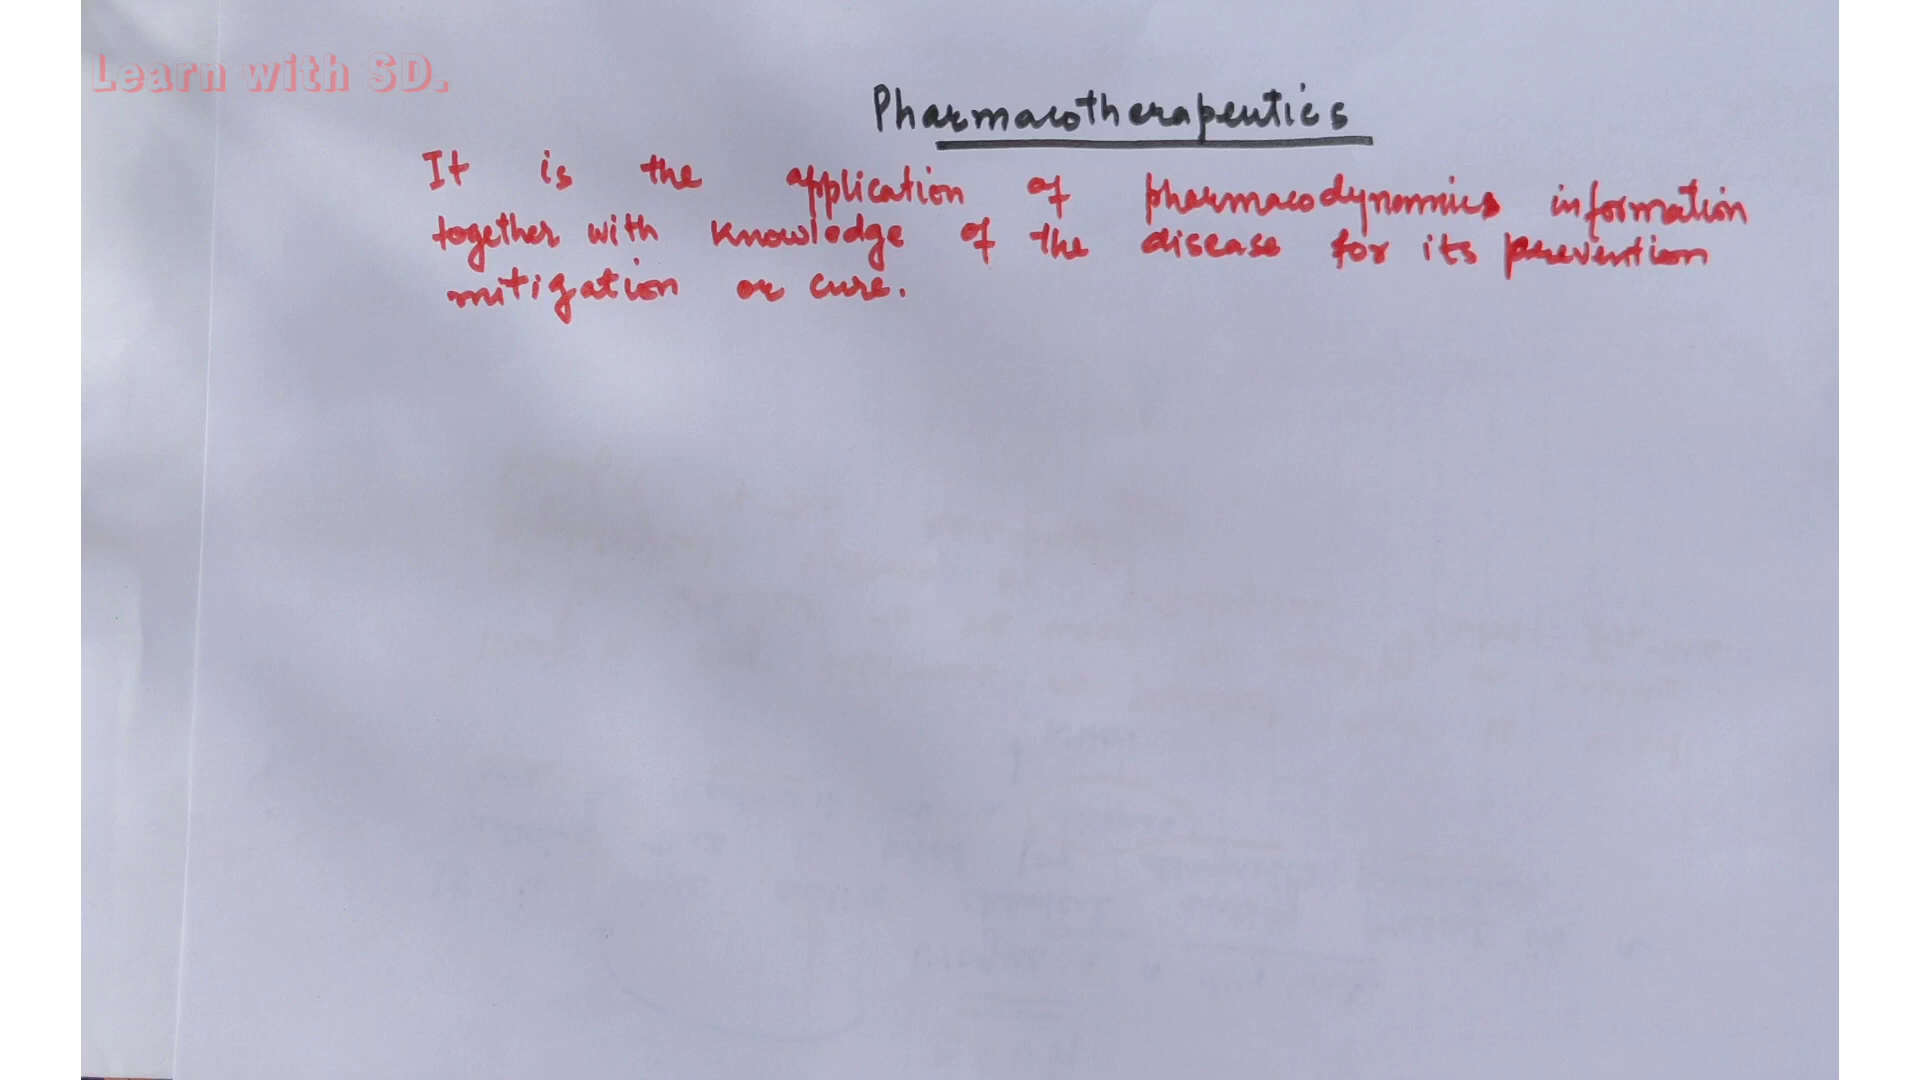 Learn with SD.
Pharmacotherapeutics
It is the application of pharmacodynamics information
together with knowledge of the disease for its prevention
mitigation or cure.